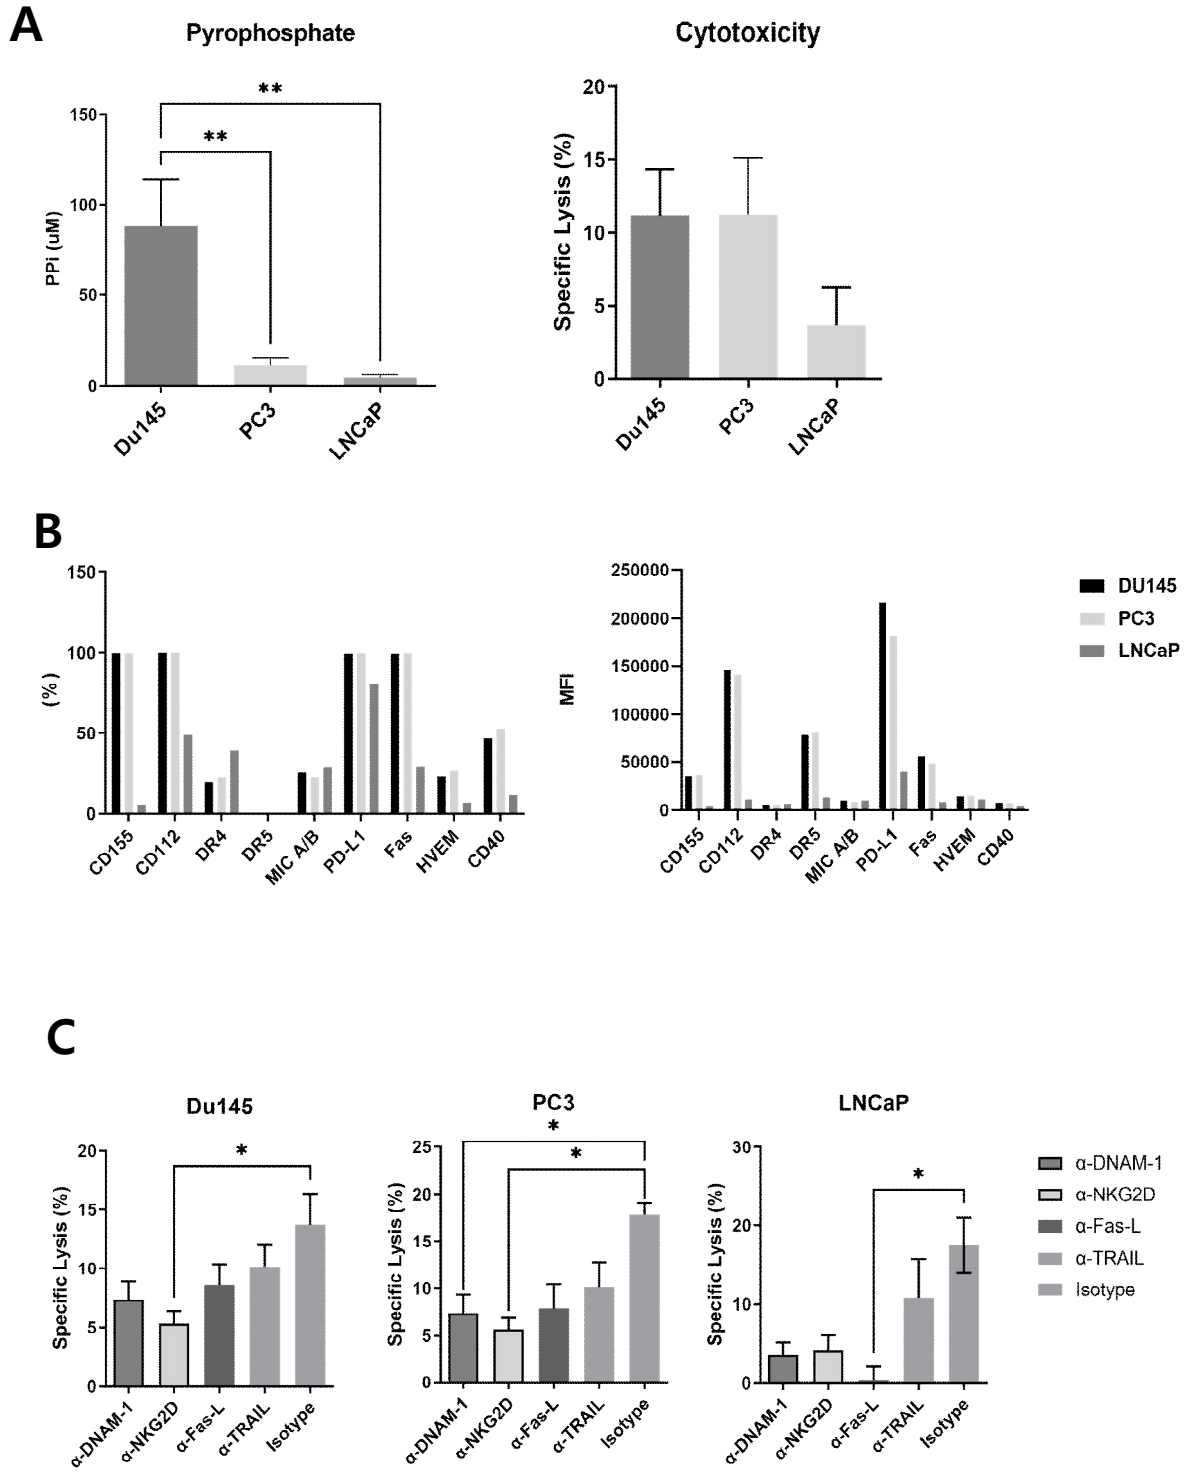 A
Pyrophosphate
Cytotoxicity
**
**
150
100
50
0
PPi (uM)
Du145
PC3
LNCaP
20
15
10
5
0
Specific Lysis (%)
Du145
PC3
LNCaP
B
150
100
50
0
(%)
CD155
CD112
DR4
DR5
MIC A/B
PD-L1
Fas
HVEM
CD40
250000
200000
150000
100000
50000
0
MFI
CD155
CD112
DR4
DR5
MIC A/B
PD-L1
Fas
HVEM
CD40
DU145
PC3
LNCaP
C
Du145
*
20
15
10
5
0
Specific Lysis (%)
α-DNAM-1
α-NKG2D
α-Fas-L
α-TRAIL
Isotype
PC3
*
*
25
20
15
10
5
0
Specific Lysis (%)
α-DNAM-1
α-NKG2D
α-Fas-L
α-TRAIL
Isotype
LNCaP
*
30
20
10
0
Specific Lysis (%)
α-DNAM-1
α-NKG2D
α-Fas-L
α-TRAIL
Isotype
α-DNAM-1
α-NKG2D
α-Fas-L
α-TRAIL
Isotype